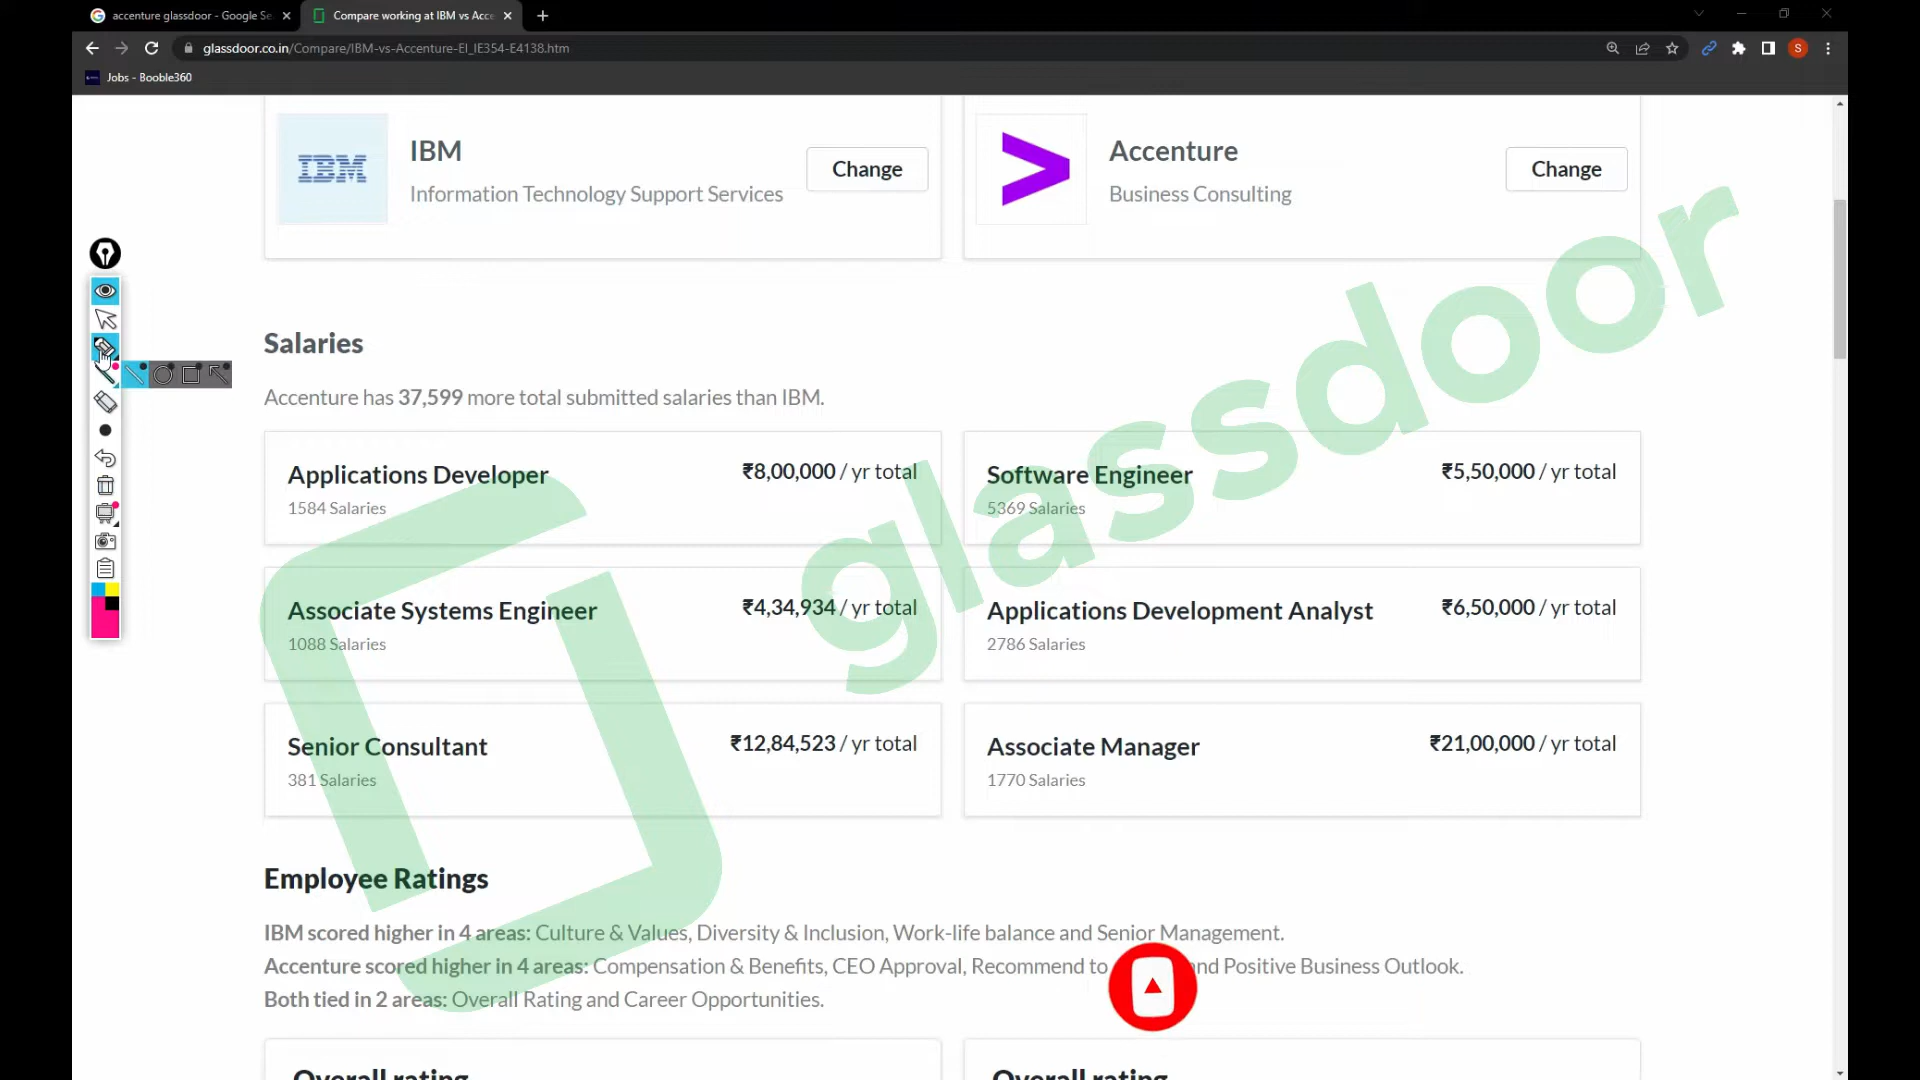 accenture glassdoor - Google Se
Compare working at IBM vs Acce
glassdoor.co.in/Compare/IBM-vs-Accenture-EI_IE354-E4138.htm
S
Jobs - Booble360
IBM
IBM
Information Technology Support Services
Change
Accenture
Business Consulting
Change
Salaries
Accenture has 37,599 more total submitted salaries than IBM.
Applications Developer
₹8,00,000 / yr total
1584 Salaries
Software Engineer
₹5,50,000 / yr total
5369 Salaries
Associate Systems Engineer
₹4,34,934 / yr total
1088 Salaries
Applications Development Analyst
₹6,50,000 / yr total
2786 Salaries
Senior Consultant
₹12,84,523 / yr total
381 Salaries
Associate Manager
₹21,00,000 / yr total
1770 Salaries
glassdoor
Employee Ratings
IBM scored higher in 4 areas: Culture & Values, Diversity & Inclusion, Work-life balance and Senior Management.
Accenture scored higher in 4 areas: Compensation & Benefits, CEO Approval, Recommend to nd Positive Business Outlook.
Both tied in 2 areas: Overall Rating and Career Opportunities.
Overall rating
Overall rating